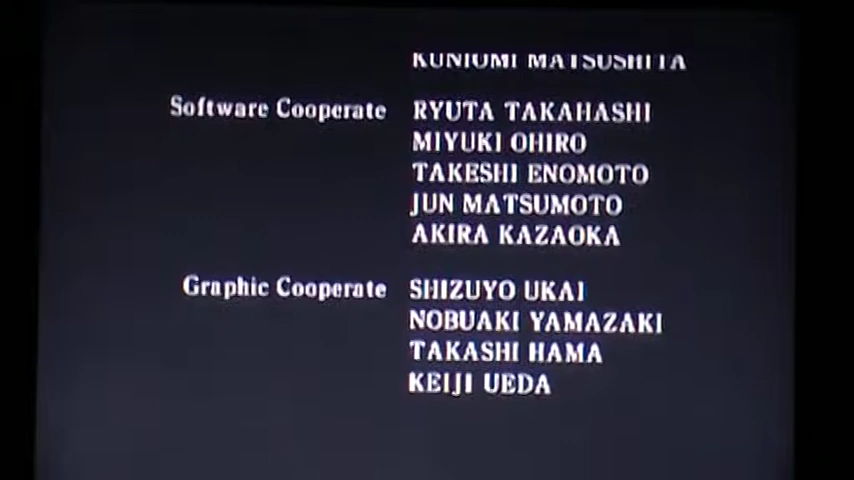 KUNIUMI MATSUSHITA
Software Cooperate RYUTA TAKAHASHI
MIYUKI OHIRO
TAKESHI ENOMOTO
JUN MATSUMOTO
AKIRA KAZAOKA
Graphic Cooperate SHIZUYO UKAI
NOBUAKI YAMAZAKI
TAKASHI HAMA
KEIJI UEDA